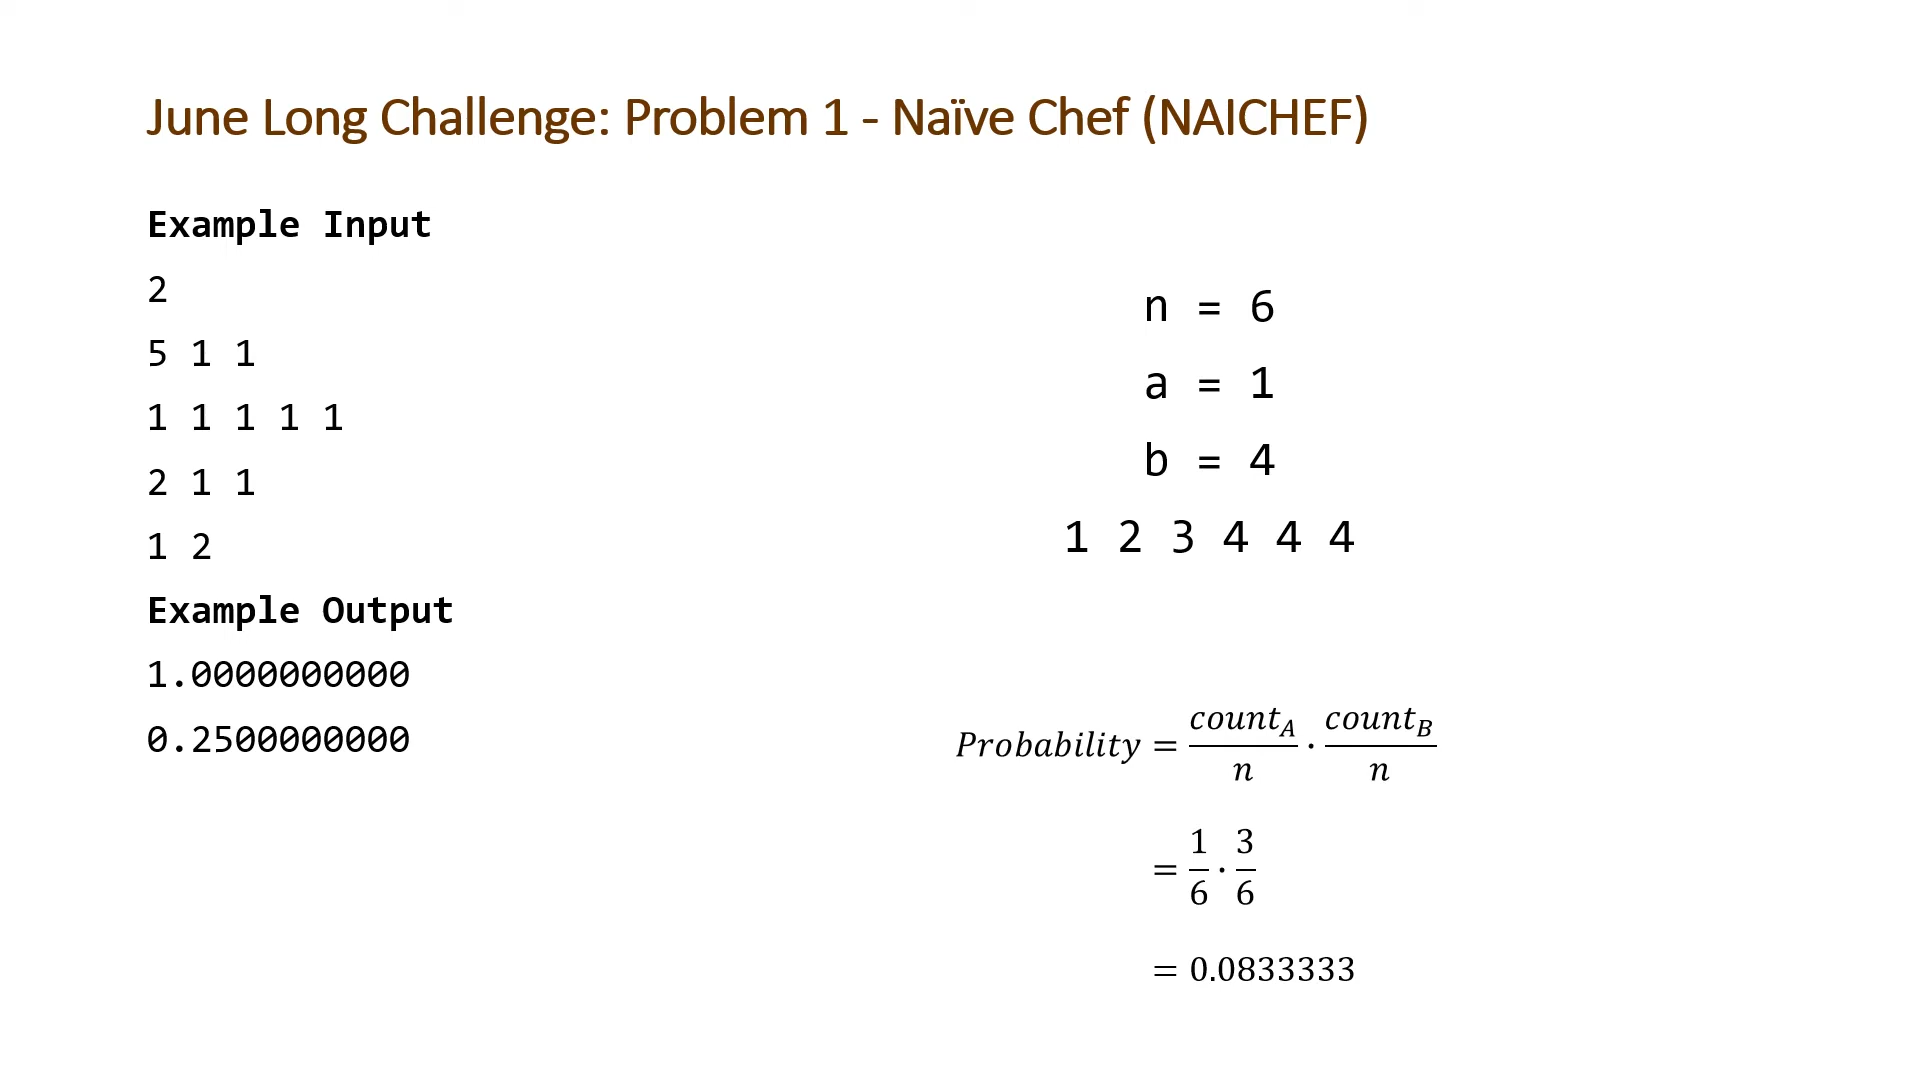 June Long Challenge: Problem 1 - Naïve Chef (NAICHEF)
Example Input
2
5 1 1
1 1 1 1 1
2 1 1
1 2
Example Output
1.0000000000
0.2500000000
n = 6
a = 1
b = 4
1 2 3 4 4 4
Probability = count_A/n · count_B/n
= 1/6 · 3/6
= 0.0833333